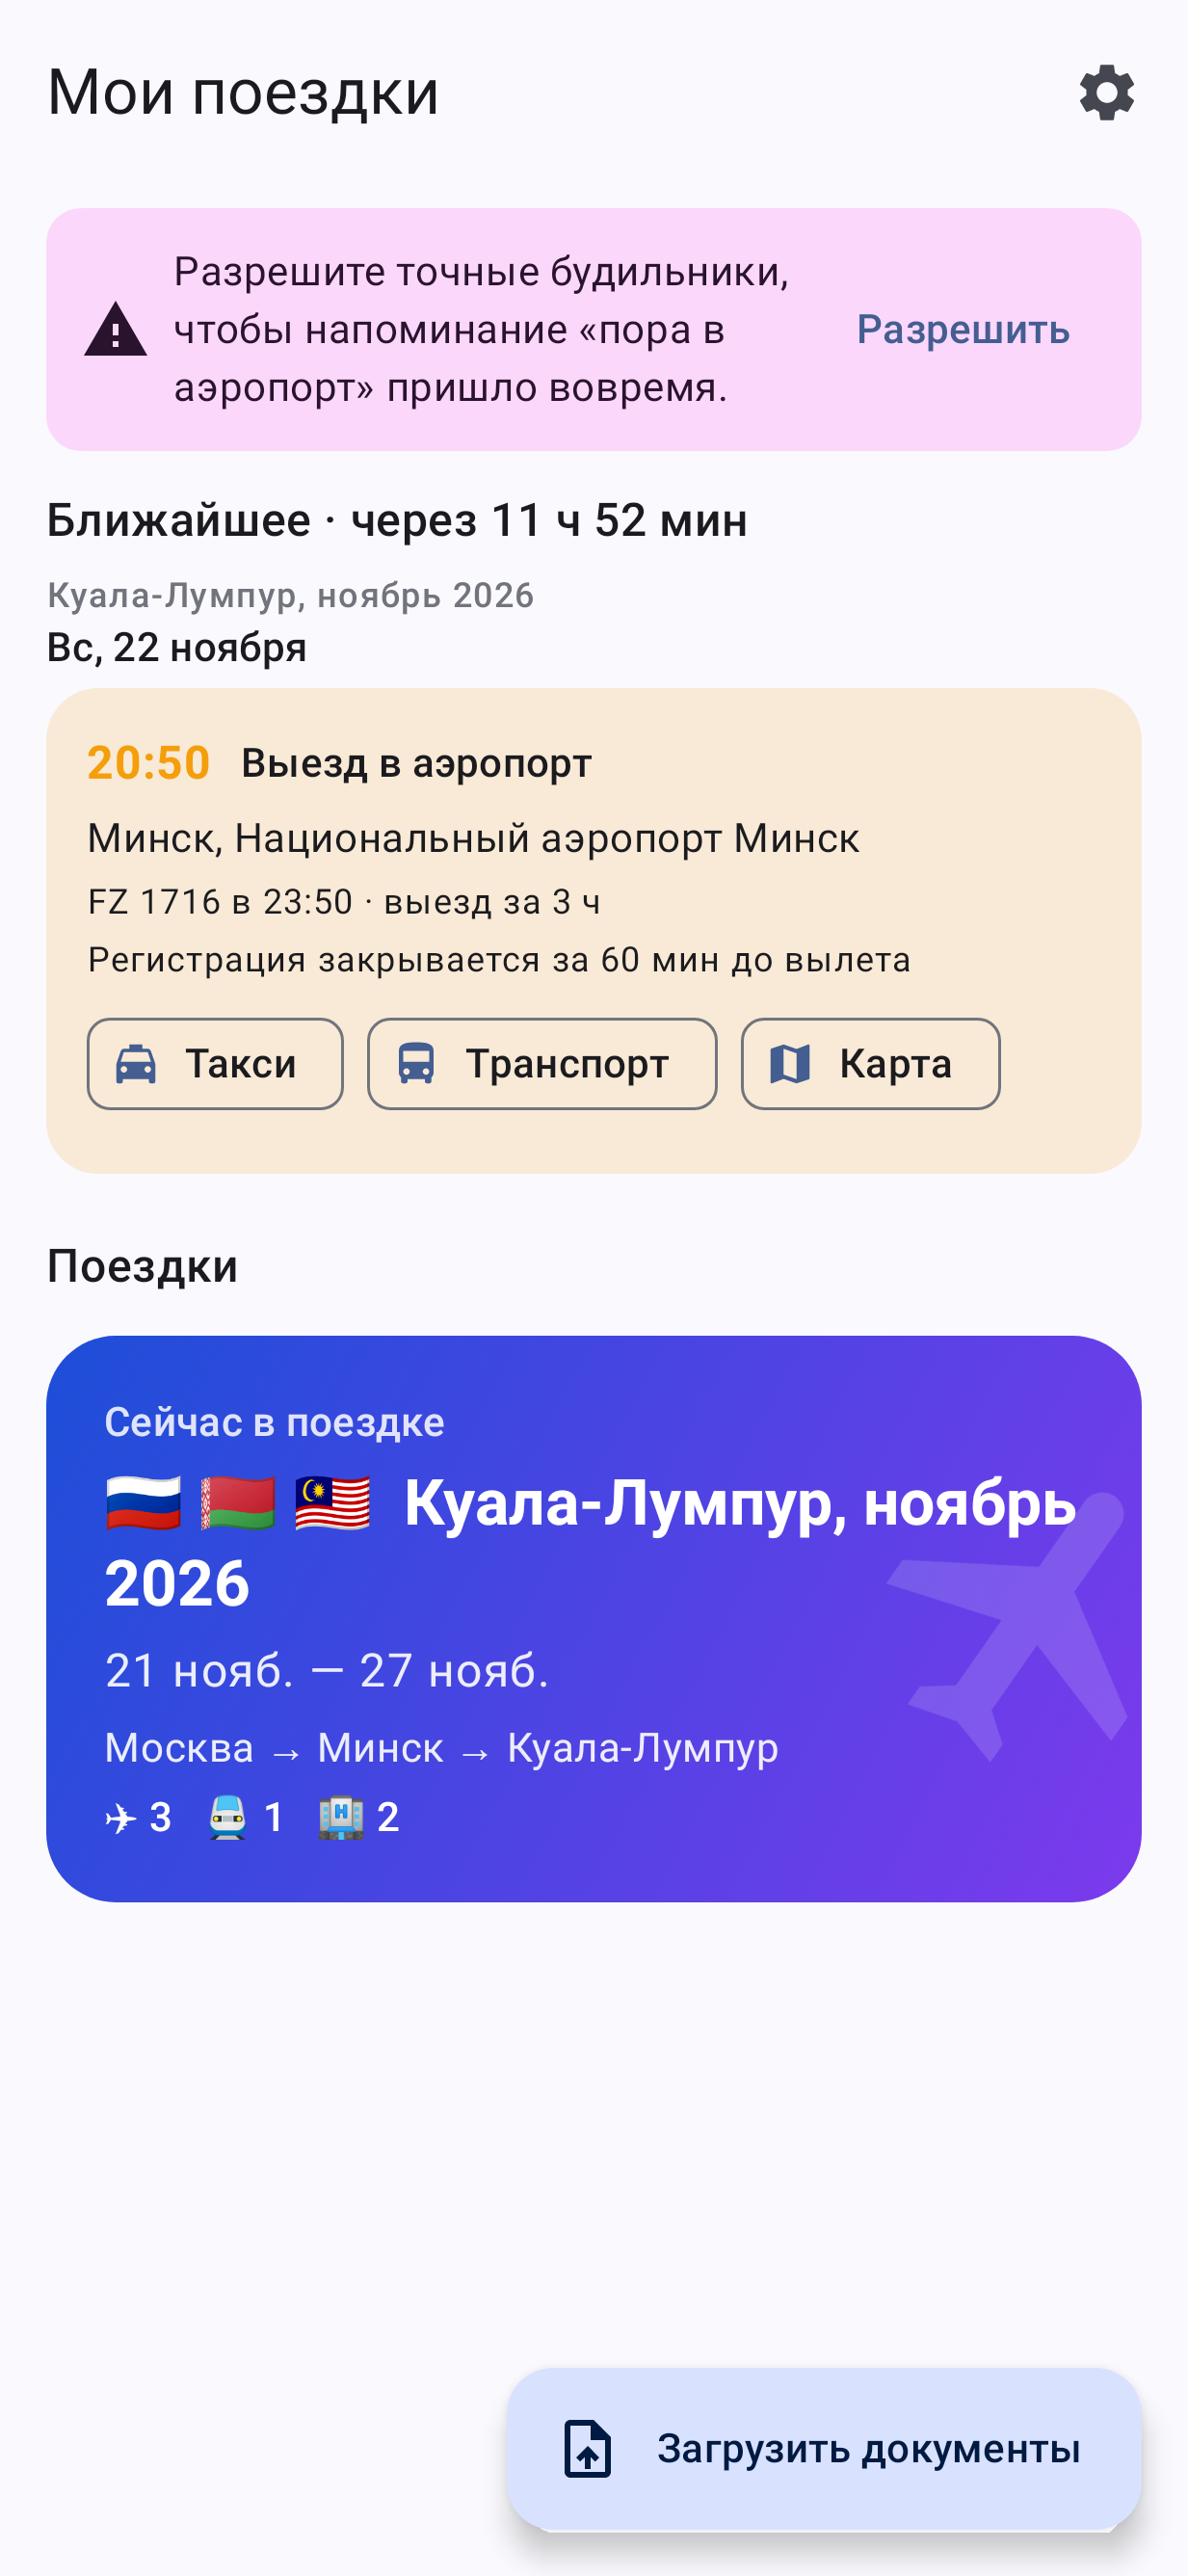 Мои поездки
Разрешите точные будильники,
чтобы напоминание «пора в
аэропорт» пришло вовремя.
Разрешить
Ближайшее · через 11 ч 52 мин
Куала-Лумпур, ноябрь 2026
Вс, 22 ноября
20:50 Выезд в аэропорт
Минск, Национальный аэропорт Минск
FZ 1716 в 23:50 · выезд за 3 ч
Регистрация закрывается за 60 мин до вылета
Такси Транспорт Карта
Поездки
Сейчас в поездке
🇷🇺 🇧🇾 🇲🇾 Куала-Лумпур, ноябрь
2026
21 нояб. — 27 нояб.
Москва → Минск → Куала-Лумпур
✈ 3 🚆 1 🏨 2
Загрузить документы